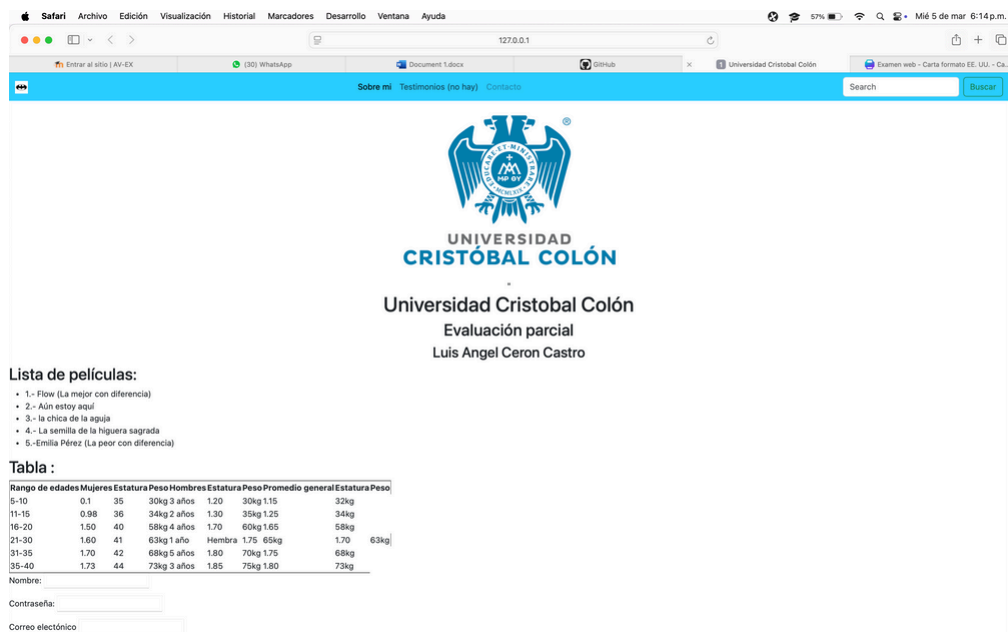 Safari Archivo Edición Visualización Historial Marcadores Desarrollo Ventana Ayuda 57% Mié 5 de mar 6:14 p.m.
127.0.0.1
Entrar al sitio | AV-EX (30) WhatsApp Document 1.docx GitHub 1 Universidad Cristobal Colón Examen web - Carta formato EE. UU. - Ca...
Sobre mi Testimonios (no hay) Contacto Search Buscar
EDUCARE·ET·MINISTRARE
MP GY
MCMLXIX
UNIVERSIDAD
CRISTÓBAL COLÓN
Universidad Cristobal Colón
Evaluación parcial
Luis Angel Ceron Castro
Lista de películas:
• 1.- Flow (La mejor con diferencia)
• 2.- Aún estoy aquí
• 3.- la chica de la aguja
• 4.- La semilla de la higuera sagrada
• 5.-Emilia Pérez (La peor con diferencia)
Tabla :
Rango de edades Mujeres Estatura Peso Hombres Estatura Peso Promedio general Estatura Peso
5-10 0.1 35 30kg 3 años 1.20 30kg 1.15 32kg
11-15 0.98 36 34kg 2 años 1.30 35kg 1.25 34kg
16-20 1.50 40 58kg 4 años 1.70 60kg 1.65 58kg
21-30 1.60 41 63kg 1 año Hembra 1.75 65kg 1.70 63kg
31-35 1.70 42 68kg 5 años 1.80 70kg 1.75 68kg
35-40 1.73 44 73kg 3 años 1.85 75kg 1.80 73kg
Nombre:
Contraseña:
Correo electónico